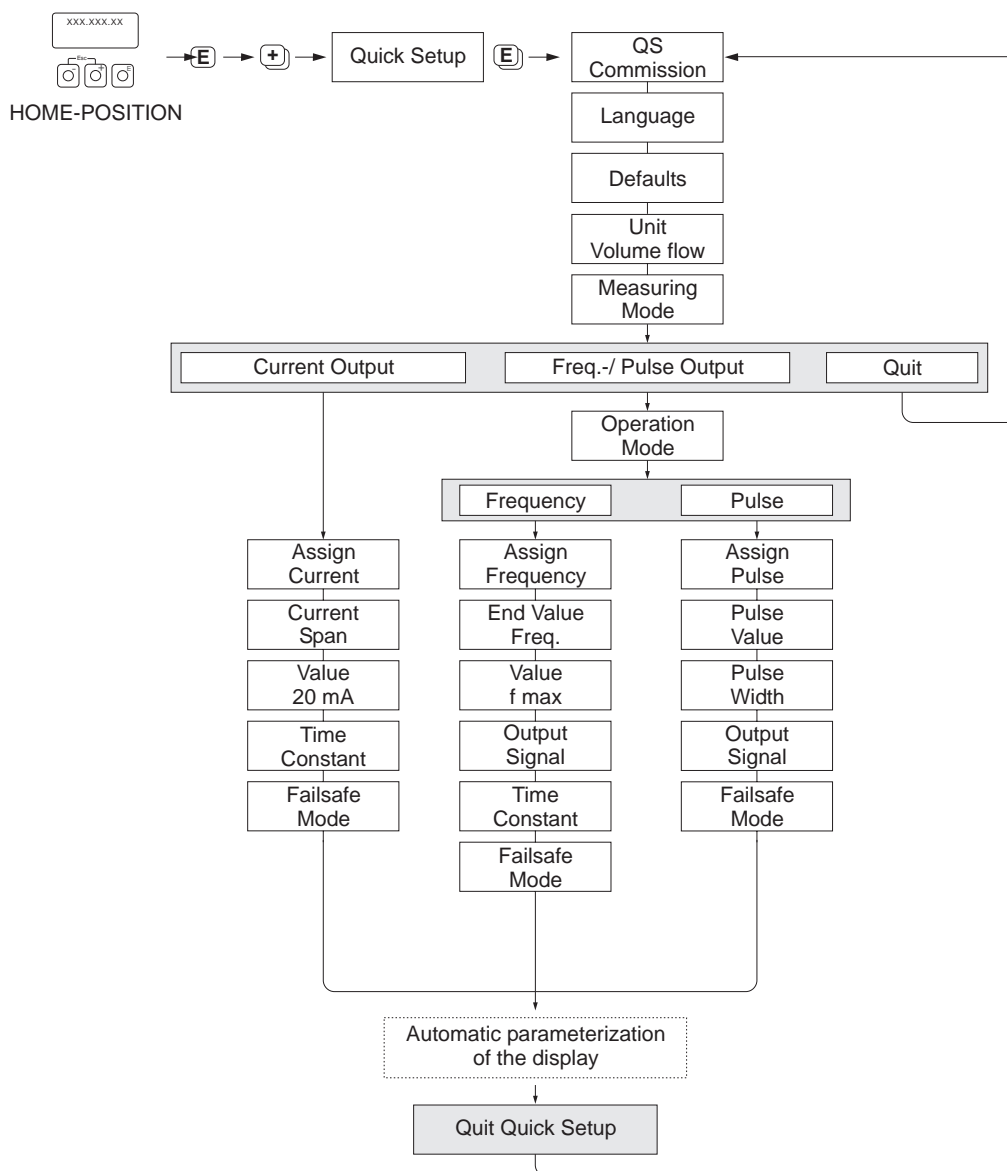 xxx.xxx.xx
Esc
- + E
HOME-POSITION
E
+
Quick Setup
E
QS
Commission
Language
Defaults
Unit
Volume flow
Measuring
Mode
Current Output
Freq.-/ Pulse Output
Quit
Operation
Mode
Frequency
Pulse
Assign
Current
Current
Span
Value
20 mA
Time
Constant
Failsafe
Mode
Assign
Frequency
End Value
Freq.
Value
f max
Output
Signal
Time
Constant
Failsafe
Mode
Assign
Pulse
Pulse
Value
Pulse
Width
Output
Signal
Failsafe
Mode
Automatic parameterization
of the display
Quit Quick Setup